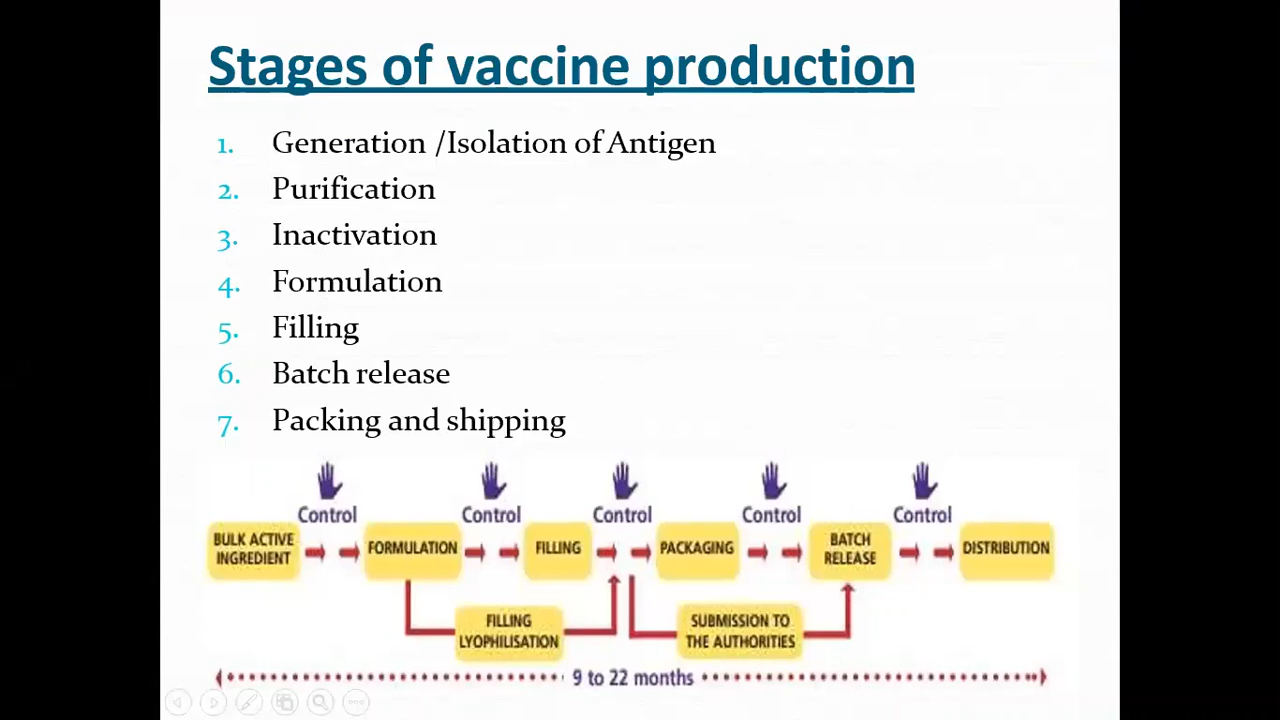 Stages of vaccine production
1. Generation /Isolation of Antigen
2. Purification
3. Inactivation
4. Formulation
5. Filling
6. Batch release
7. Packing and shipping
Control Control Control Control Control
BULK ACTIVE
INGREDIENT
FORMULATION
FILLING
PACKAGING
BATCH
RELEASE
DISTRIBUTION
FILLING
LYOPHILISATION
SUBMISSION TO
THE AUTHORITIES
9 to 22 months